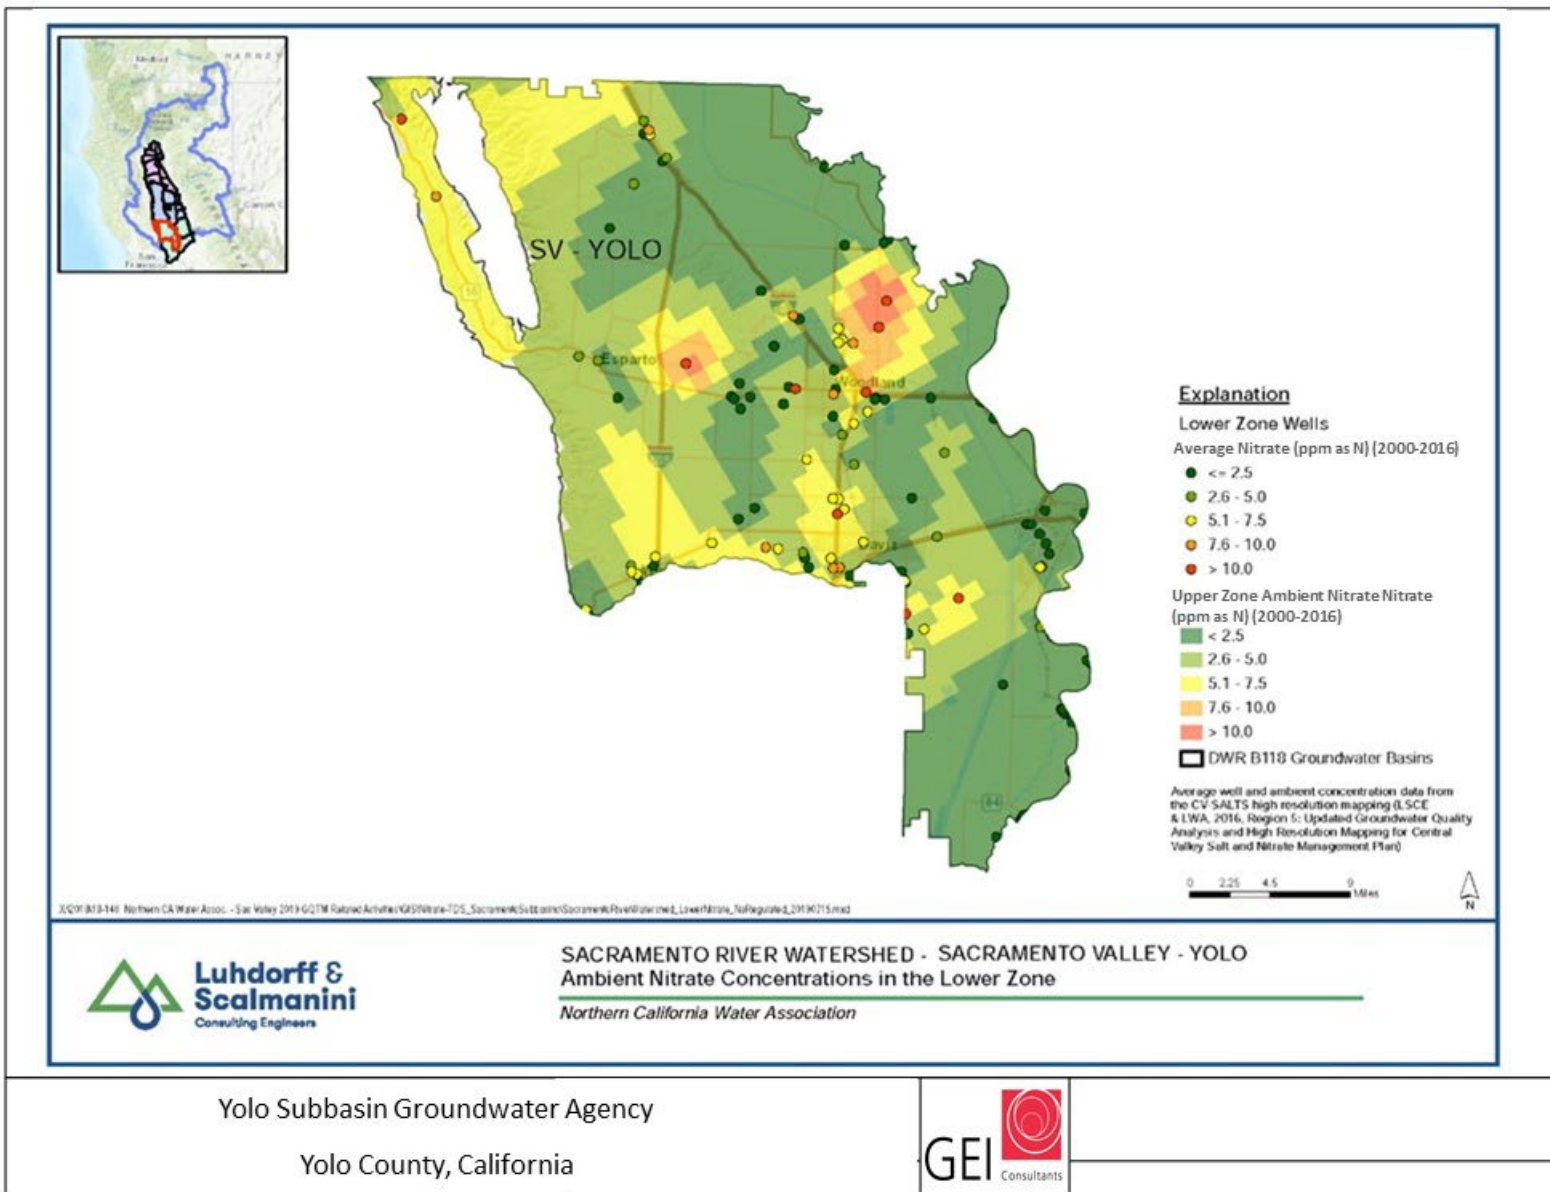 SV - YOLO
Esparto
Woodland
Davis
16
84
Explanation
Lower Zone Wells
Average Nitrate (ppm as N) (2000-2016)
<= 2.5
2.6 - 5.0
5.1 - 7.5
7.6 - 10.0
> 10.0
Upper Zone Ambient Nitrate Nitrate
(ppm as N) (2000-2016)
< 2.5
2.6 - 5.0
5.1 - 7.5
7.6 - 10.0
> 10.0
DWR B118 Groundwater Basins
Average well and ambient concentration data from
the CV-SALTS high resolution mapping (LSCE
& LWA, 2016, Region 5: Updated Groundwater Quality
Analysis and High Resolution Mapping for Central
Valley Salt and Nitrate Management Plan)
0 2.25 4.5 9
Miles
N
Luhdorff &
Scalmanini
Consulting Engineers
SACRAMENTO RIVER WATERSHED - SACRAMENTO VALLEY - YOLO
Ambient Nitrate Concentrations in the Lower Zone
Northern California Water Association
Yolo Subbasin Groundwater Agency
Yolo County, California
GEI
Consultants